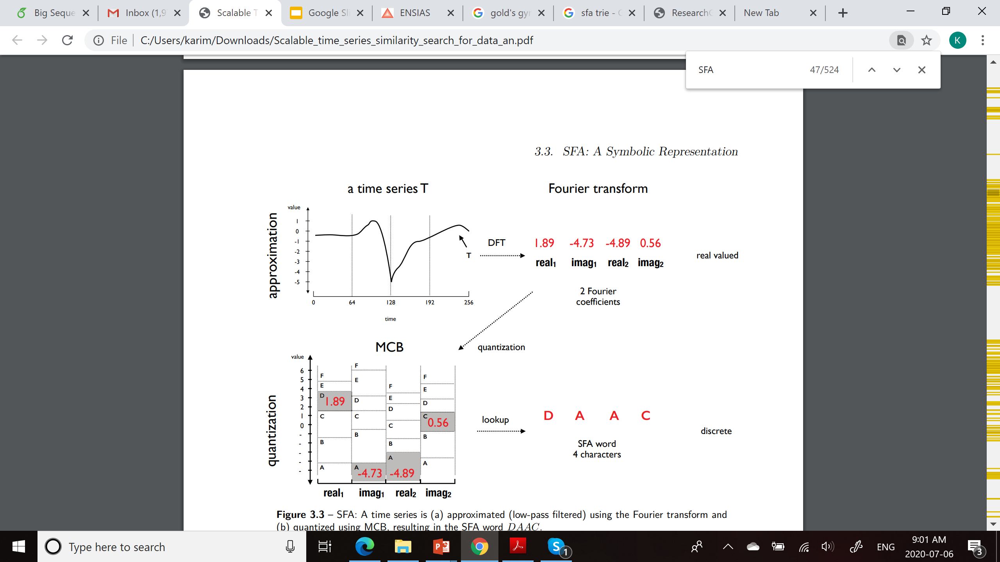 Big Seque
Inbox (1,9
Scalable T
Google Sli
ENSIAS
gold's gyr
sfa trie - G
ResearchG
New Tab
File
C:/Users/karim/Downloads/Scalable_time_series_similarity_search_for_data_an.pdf
K
SFA
47/524
3.3. SFA: A Symbolic Representation
a time series T
Fourier transform
approximation
value
1
0
-1
-2
-3
-4
-5
0 64 128 192 256
time
T
DFT
1.89 -4.73 -4.89 0.56
real1 imag1 real2 imag2
real valued
2 Fourier
coefficients
MCB
quantization
quantization
value
6
5
4
3
2
1
0
-
-
-
-
-
F
E
D
1.89
C
B
A
F
E
D
C
B
A
-4.73
F
E
D
C
B
A
-4.89
F
E
D
C
0.56
B
A
real1 imag1 real2 imag2
lookup
D A A C
discrete
SFA word
4 characters
Figure 3.3 – SFA: A time series is (a) approximated (low-pass filtered) using the Fourier transform and
(b) quantized using MCB, resulting in the SFA word DAAC.
Type here to search
P
S
1
ENG
9:01 AM
2020-07-06
3